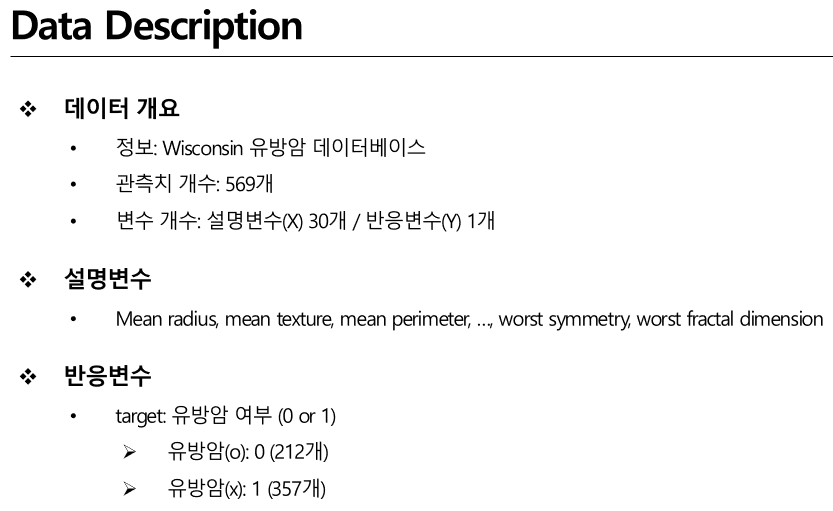 Data Description
❖ 데이터 개요
• 정보: Wisconsin 유방암 데이터베이스
• 관측치 개수: 569개
• 변수 개수: 설명변수(X) 30개 / 반응변수(Y) 1개
❖ 설명변수
• Mean radius, mean texture, mean perimeter, …, worst symmetry, worst fractal dimension
❖ 반응변수
• target: 유방암 여부 (0 or 1)
➢ 유방암(o): 0 (212개)
➢ 유방암(x): 1 (357개)